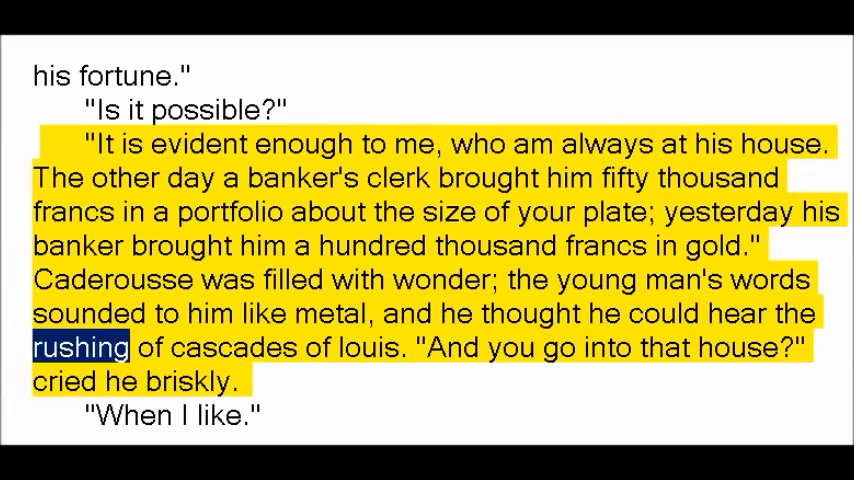 his fortune."
"Is it possible?"
"It is evident enough to me, who am always at his house.
The other day a banker's clerk brought him fifty thousand
francs in a portfolio about the size of your plate; yesterday his
banker brought him a hundred thousand francs in gold."
Caderousse was filled with wonder; the young man's words
sounded to him like metal, and he thought he could hear the
rushing of cascades of louis. "And you go into that house?"
cried he briskly.
"When I like."